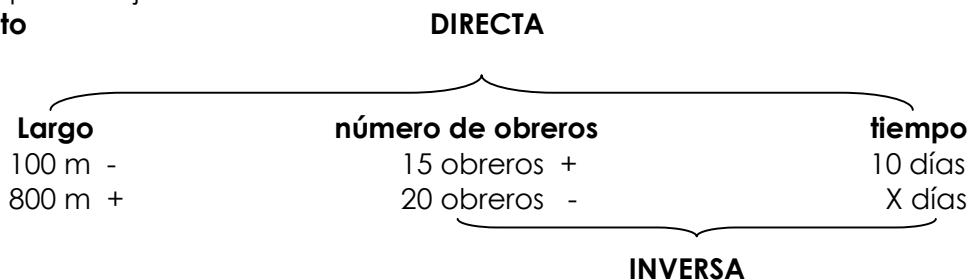 to DIRECTA
Largo número de obreros tiempo
100 m - 15 obreros + 10 días
800 m + 20 obreros - X días
INVERSA